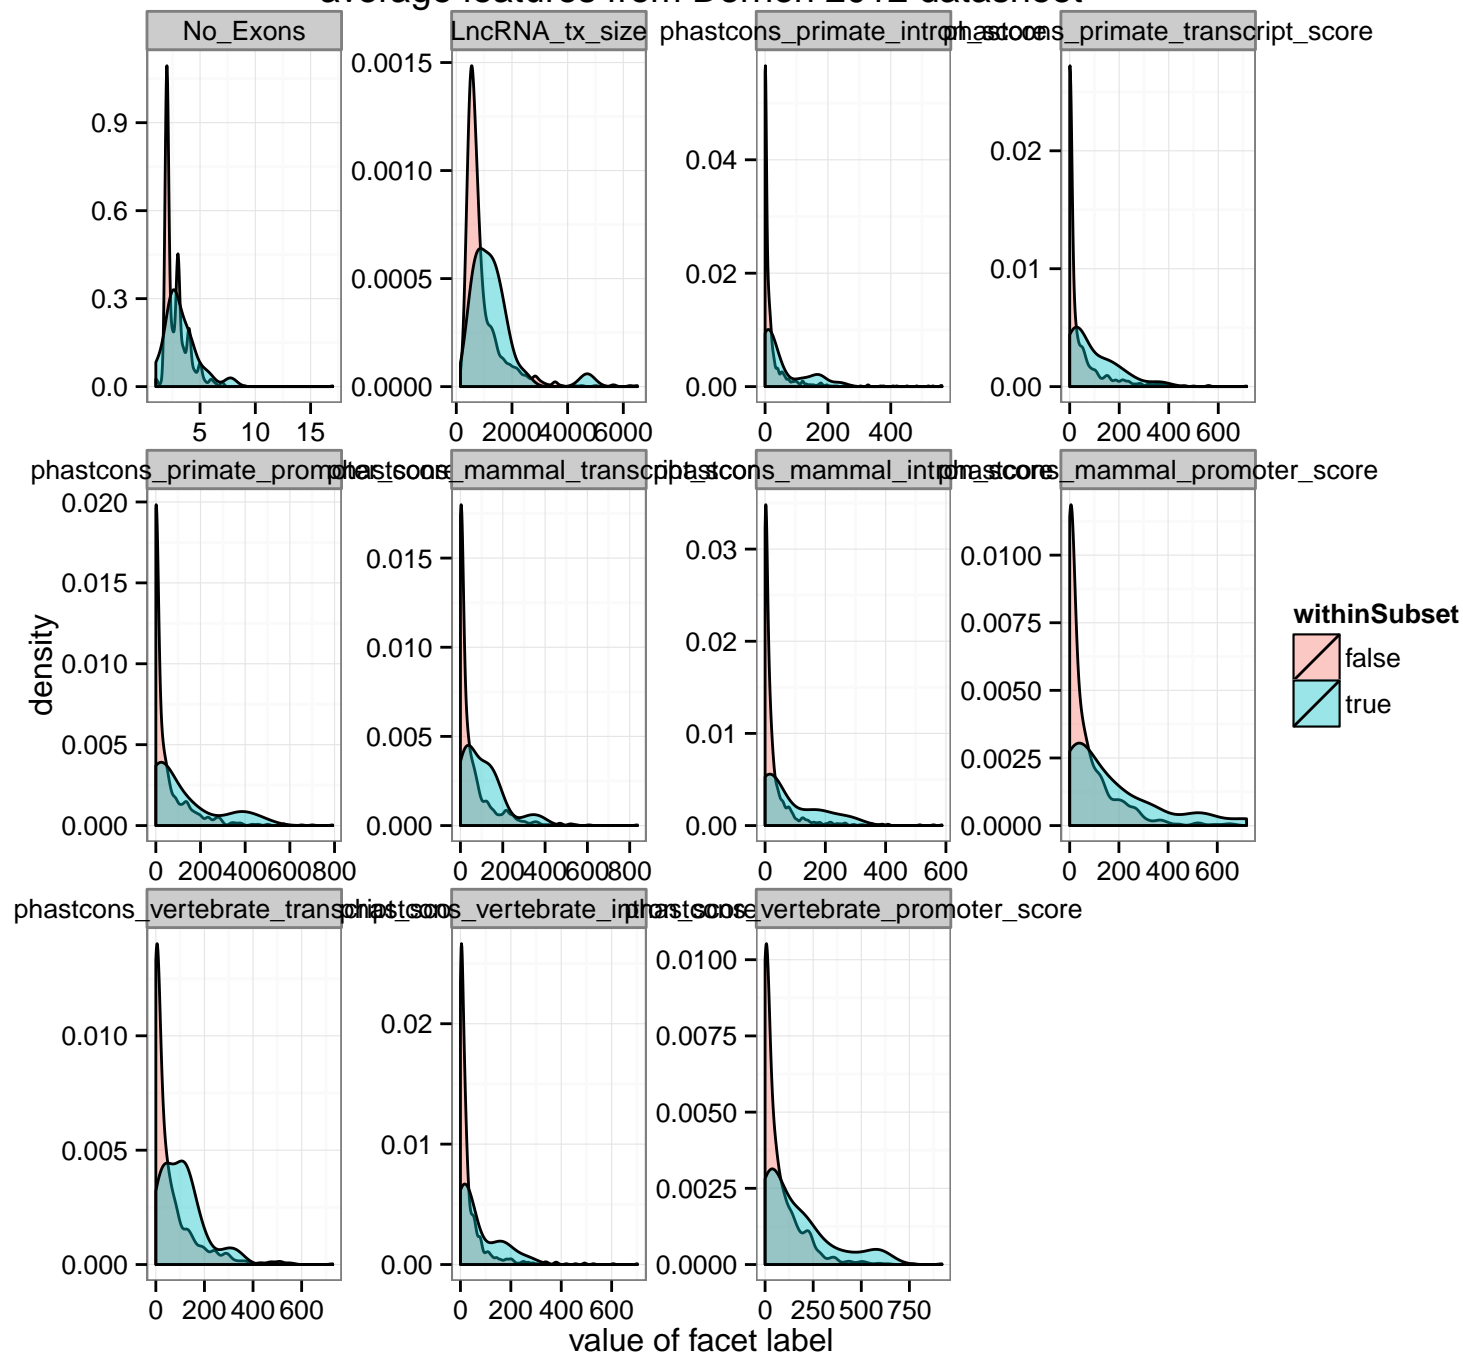 average features from Derrien 2012 datasheet
No_Exons
LncRNA_tx_size
phastcons_primate_intron_score
phastcons_primate_transcript_score
0.9
0.6
0.3
0.0
5 10 15
0.0015
0.0010
0.0005
0.0000
0 2000 4000 6000
0.04
0.02
0.00
0 200 400
0.02
0.01
0.00
0 200 400 600
phastcons_primate_promoter_score
phastcons_mammal_transcript_score
phastcons_mammal_intron_score
phastcons_mammal_promoter_score
0.020
0.015
0.010
0.005
0.000
0 200 400 600 800
0.015
0.010
0.005
0.000
0 200 400 600 800
0.03
0.02
0.01
0.00
0 200 400 600
0.0100
0.0075
0.0050
0.0025
0.0000
0 200 400 600
phastcons_vertebrate_transcript_score
phastcons_vertebrate_intron_score
phastcons_vertebrate_promoter_score
0.010
0.005
0.000
0 200 400 600
0.02
0.01
0.00
0 200 400 600
0.0100
0.0075
0.0050
0.0025
0.0000
0 250 500 750
density
value of facet label
withinSubset
false
true